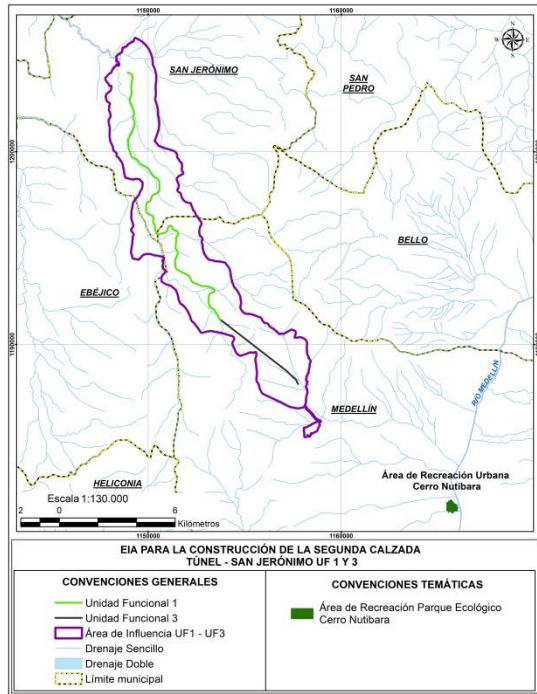 1150000
1160000
N
W
E
S
SAN JERÓNIMO
SAN
PEDRO
1200000
BELLO
EBÉJICO
1190000
RÍO MEDELLÍN
MEDELLÍN
Área de Recreación Urbana
Cerro Nutibara
HELICONIA
Escala 1:130.000
2
0
6
Kilómetros
1150000
1160000
EIA PARA LA CONSTRUCCIÓN DE LA SEGUNDA CALZADA
TÚNEL - SAN JERÓNIMO UF 1 Y 3
CONVENCIONES GENERALES
Unidad Funcional 1
Unidad Funcional 3
Área de Influencia UF1 - UF3
Drenaje Sencillo
Drenaje Doble
Límite municipal
CONVENCIONES TEMÁTICAS
Área de Recreación Parque Ecológico
Cerro Nutibara